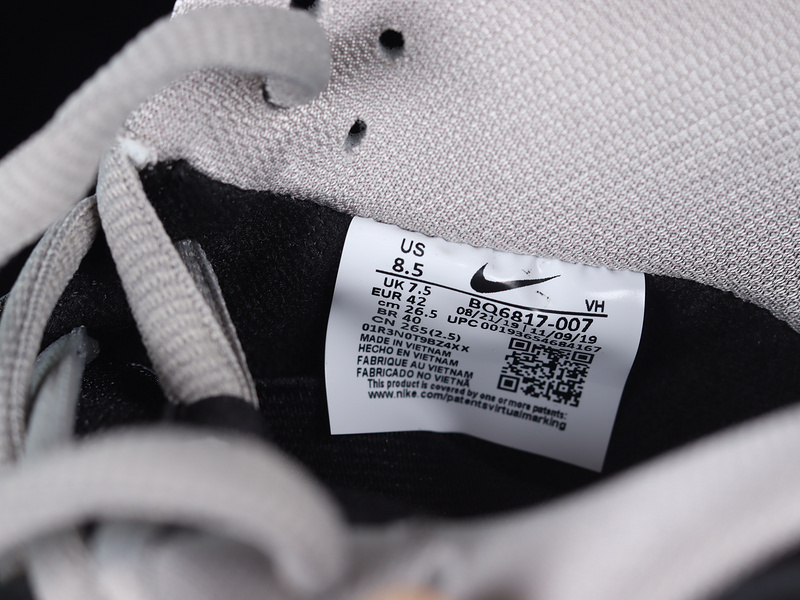 US
8.5
UK 7.5
EUR 42
cm 26.5
BR 40
CN 265(2.5)
01R3N0T9BZ4XX
MADE IN VIETNAM
HECHO EN VIETNAM
FABRIQUE AU VIETNAM
FABRICADO NO VIETNÃ
VH
BQ6817-007
08/21/19 | 11/09/19
UPC 00193654684167
This product is covered by one or more patents:
www.nike.com/patentsvirtualmarking